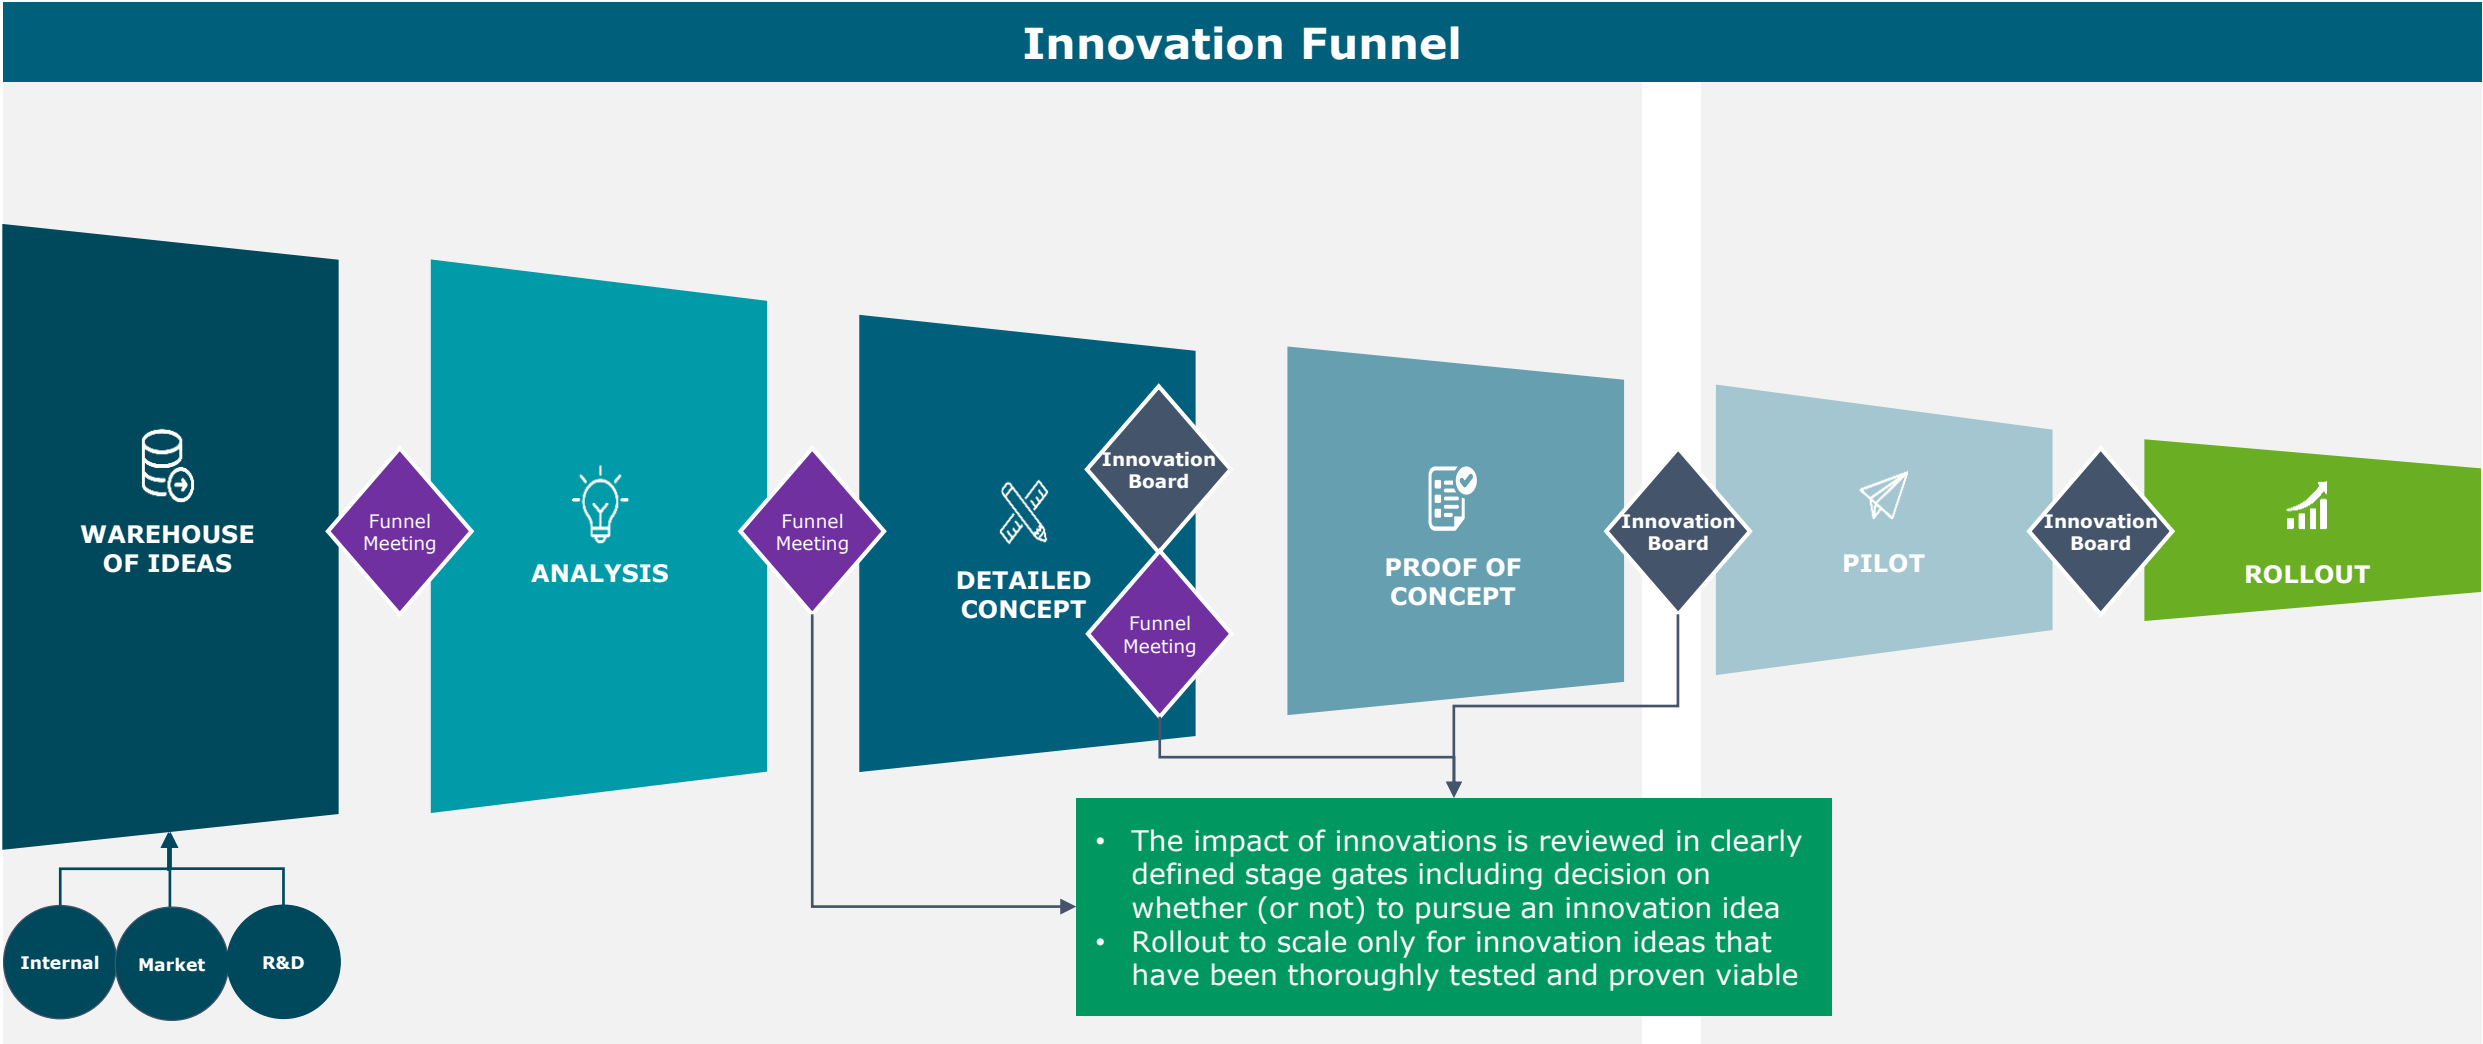 Innovation Funnel
WAREHOUSE
OF IDEAS
Funnel
Meeting
ANALYSIS
Funnel
Meeting
DETAILED
CONCEPT
Innovation
Board
Funnel
Meeting
PROOF OF
CONCEPT
Innovation
Board
PILOT
Innovation
Board
ROLLOUT
Internal
Market
R&D
• The impact of innovations is reviewed in clearly
defined stage gates including decision on
whether (or not) to pursue an innovation idea
• Rollout to scale only for innovation ideas that
have been thoroughly tested and proven viable